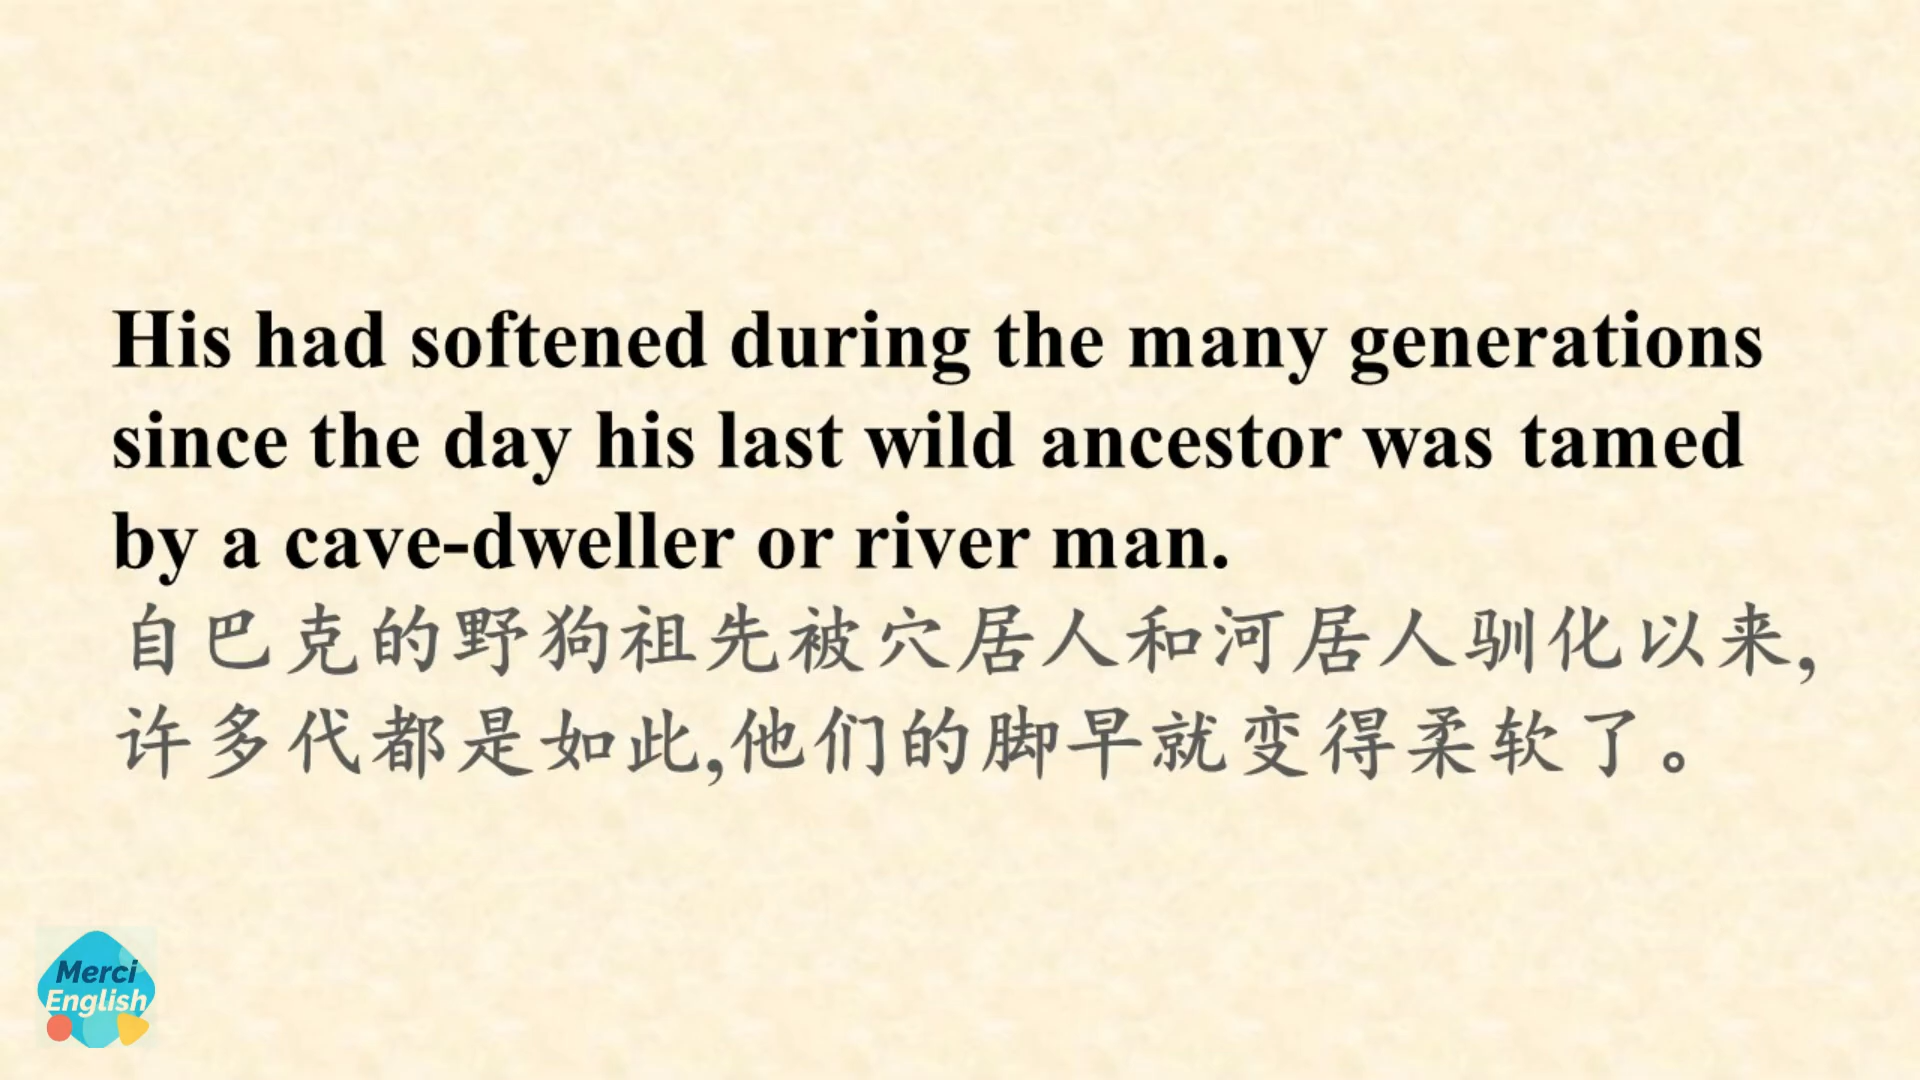 His had softened during the many generations
since the day his last wild ancestor was tamed
by a cave-dweller or river man.
自巴克的野狗祖先被穴居人和河居人驯化以来,
许多代都是如此,他们的脚早就变得柔软了。
Merci
English